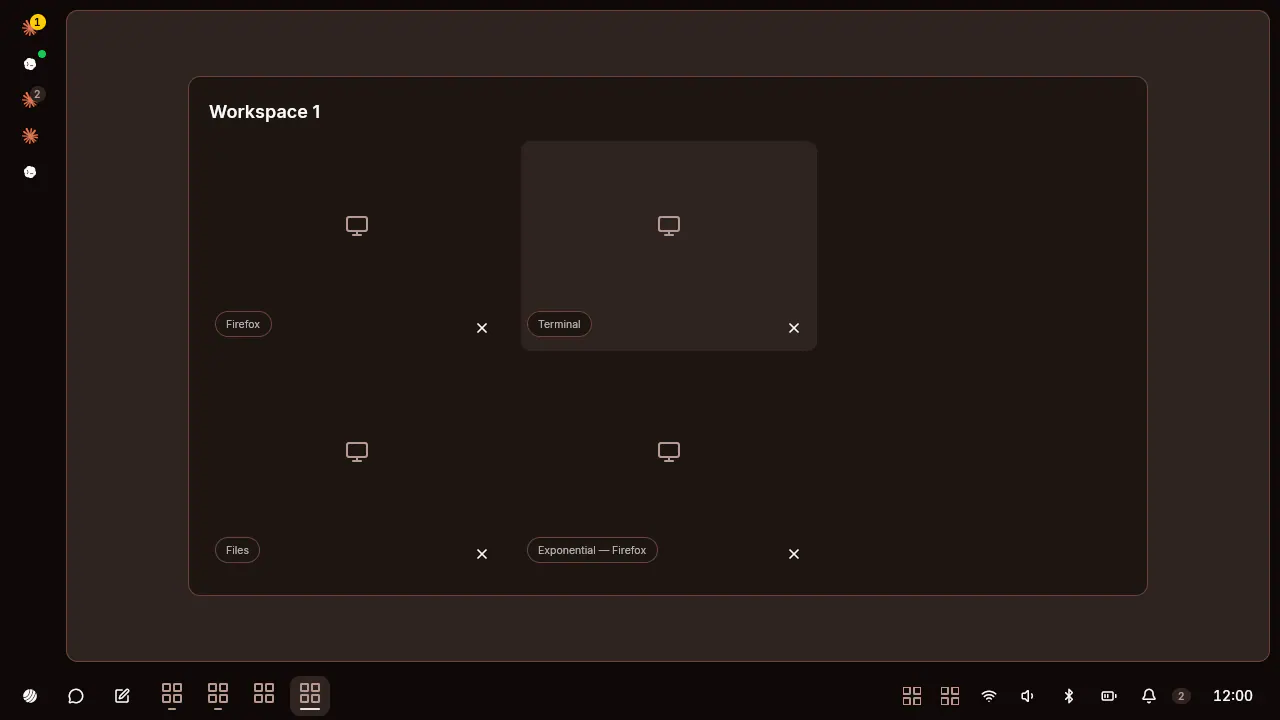 1
2
Workspace 1
Firefox
Terminal
Files
Exponential — Firefox
2
12:00